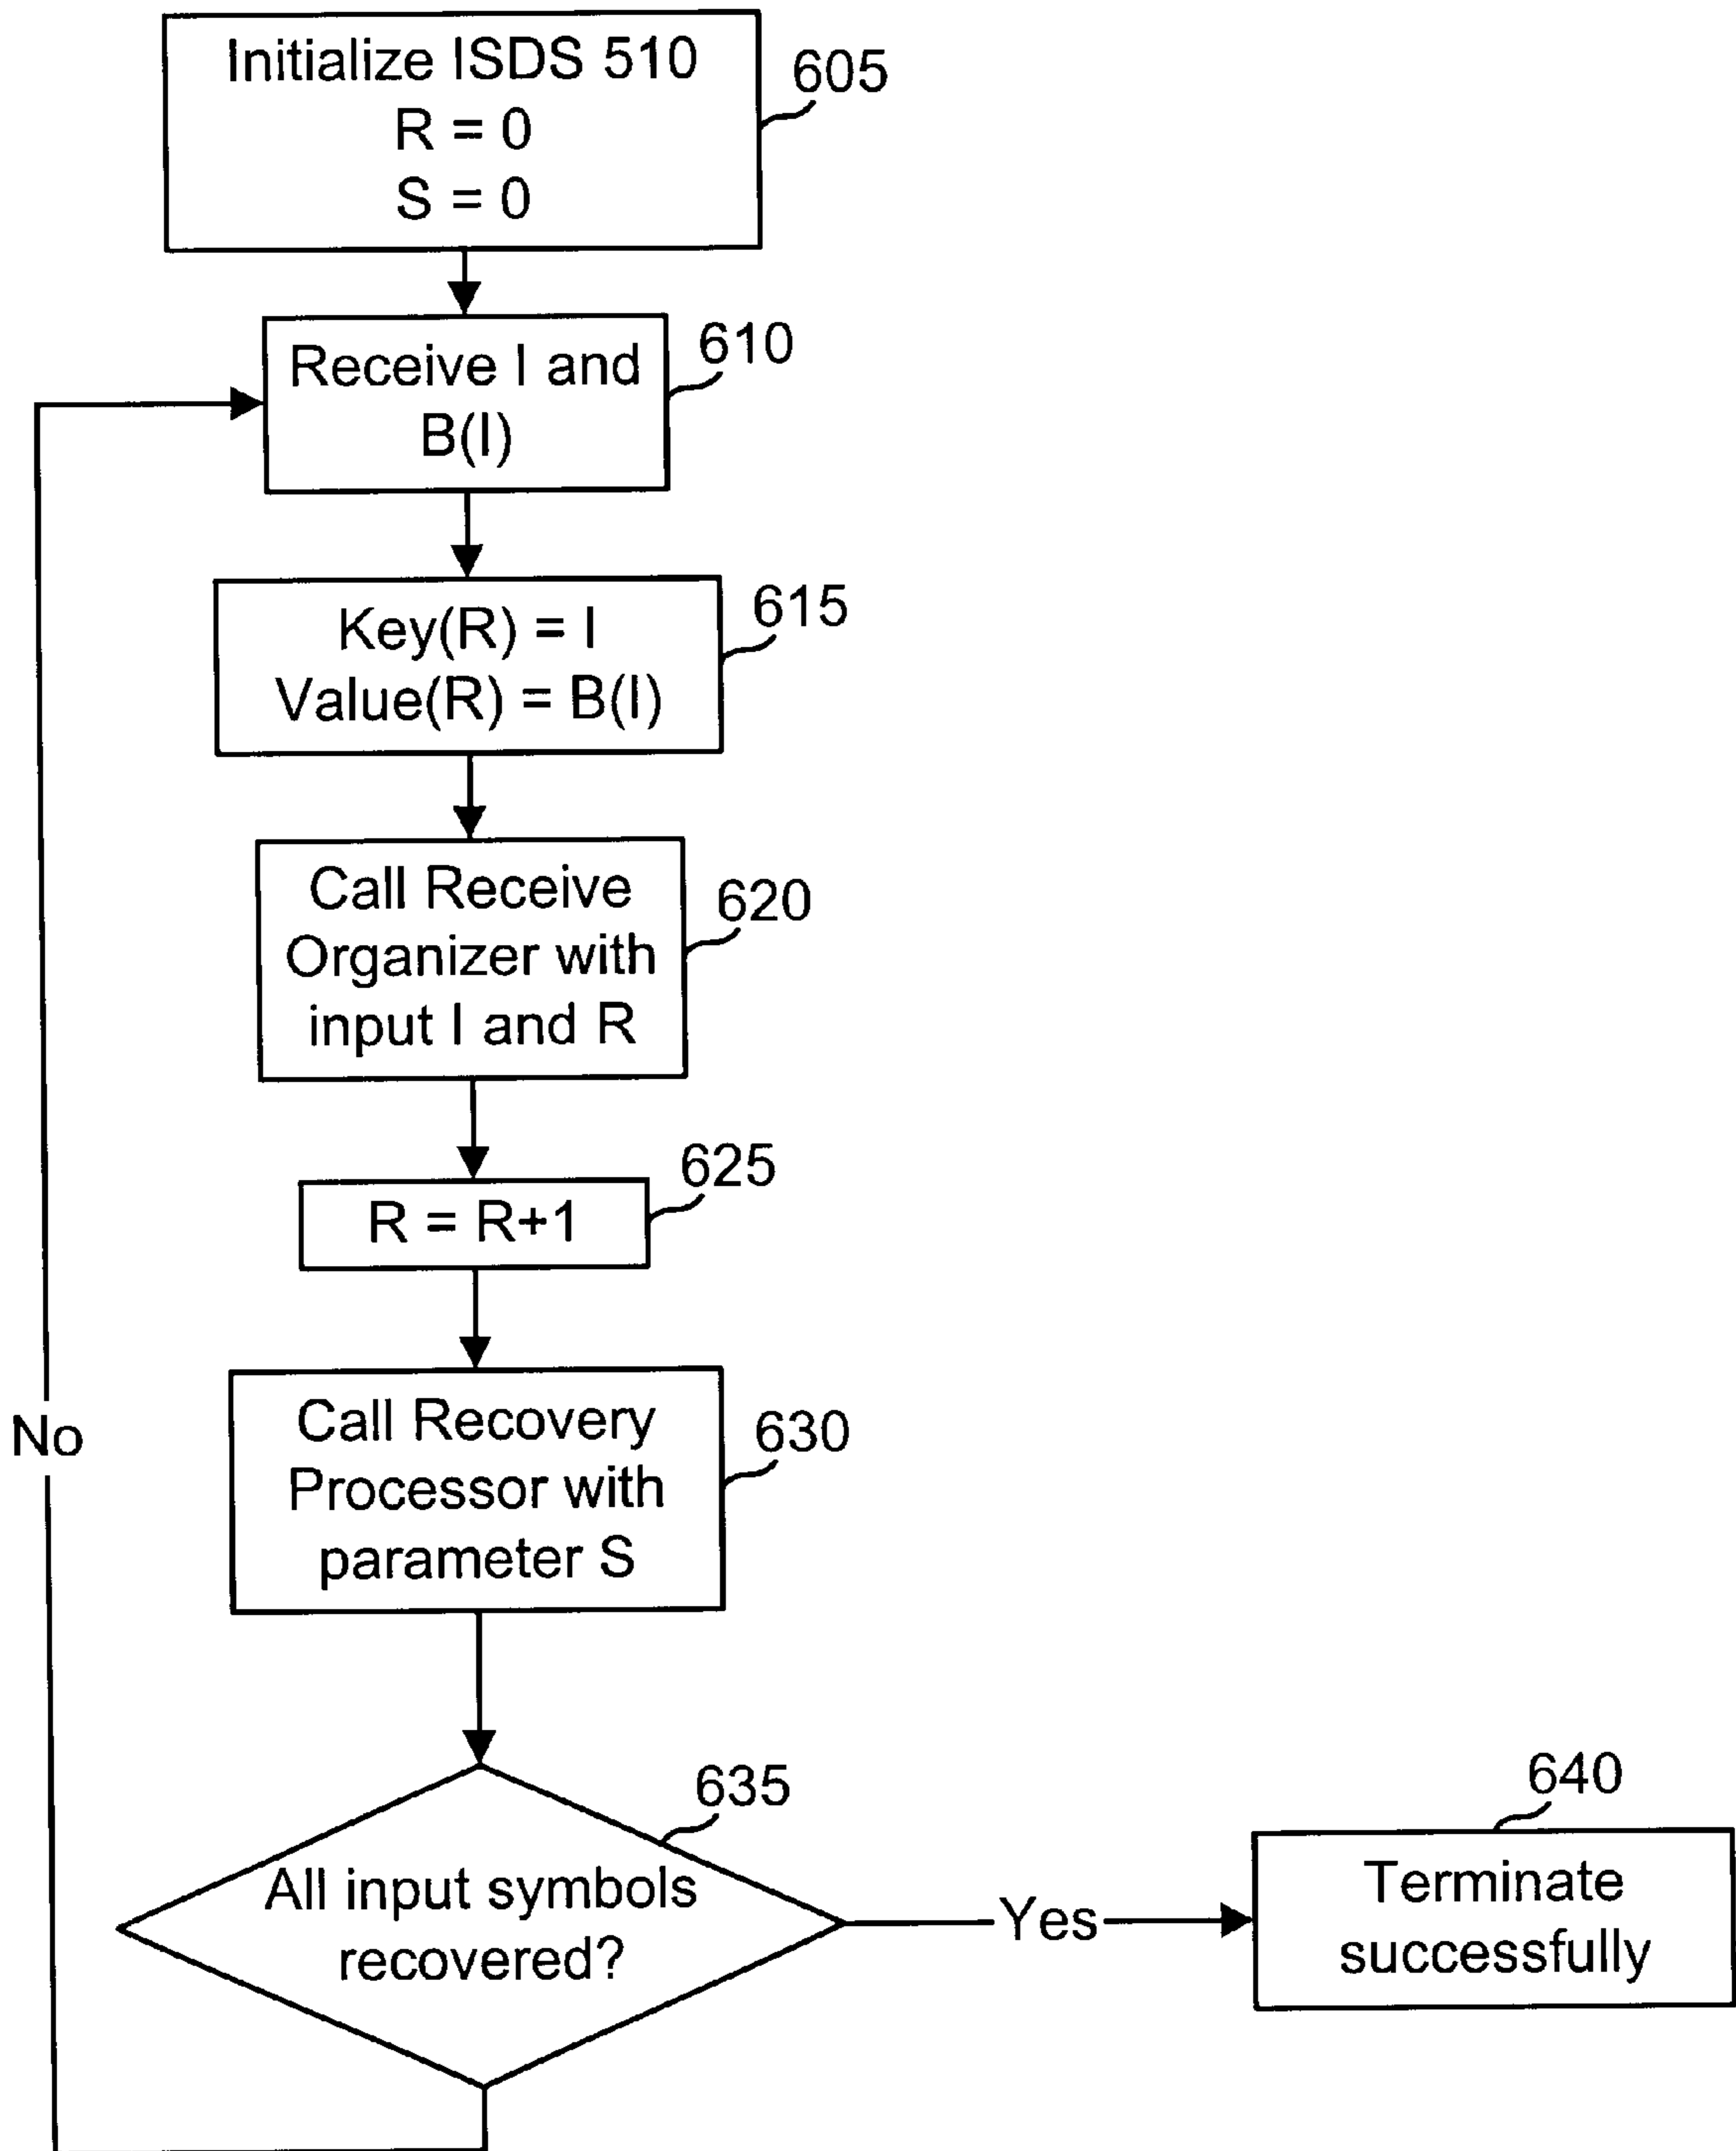 Initialize ISDS 510
R = 0
S = 0
605
Receive I and
B(I)
610
Key(R) = I
Value(R) = B(I)
615
Call Receive
Organizer with
input I and R
620
R = R+1
625
Call Recovery
Processor with
parameter S
630
No
All input symbols
recovered?
635
Yes
Terminate
successfully
640